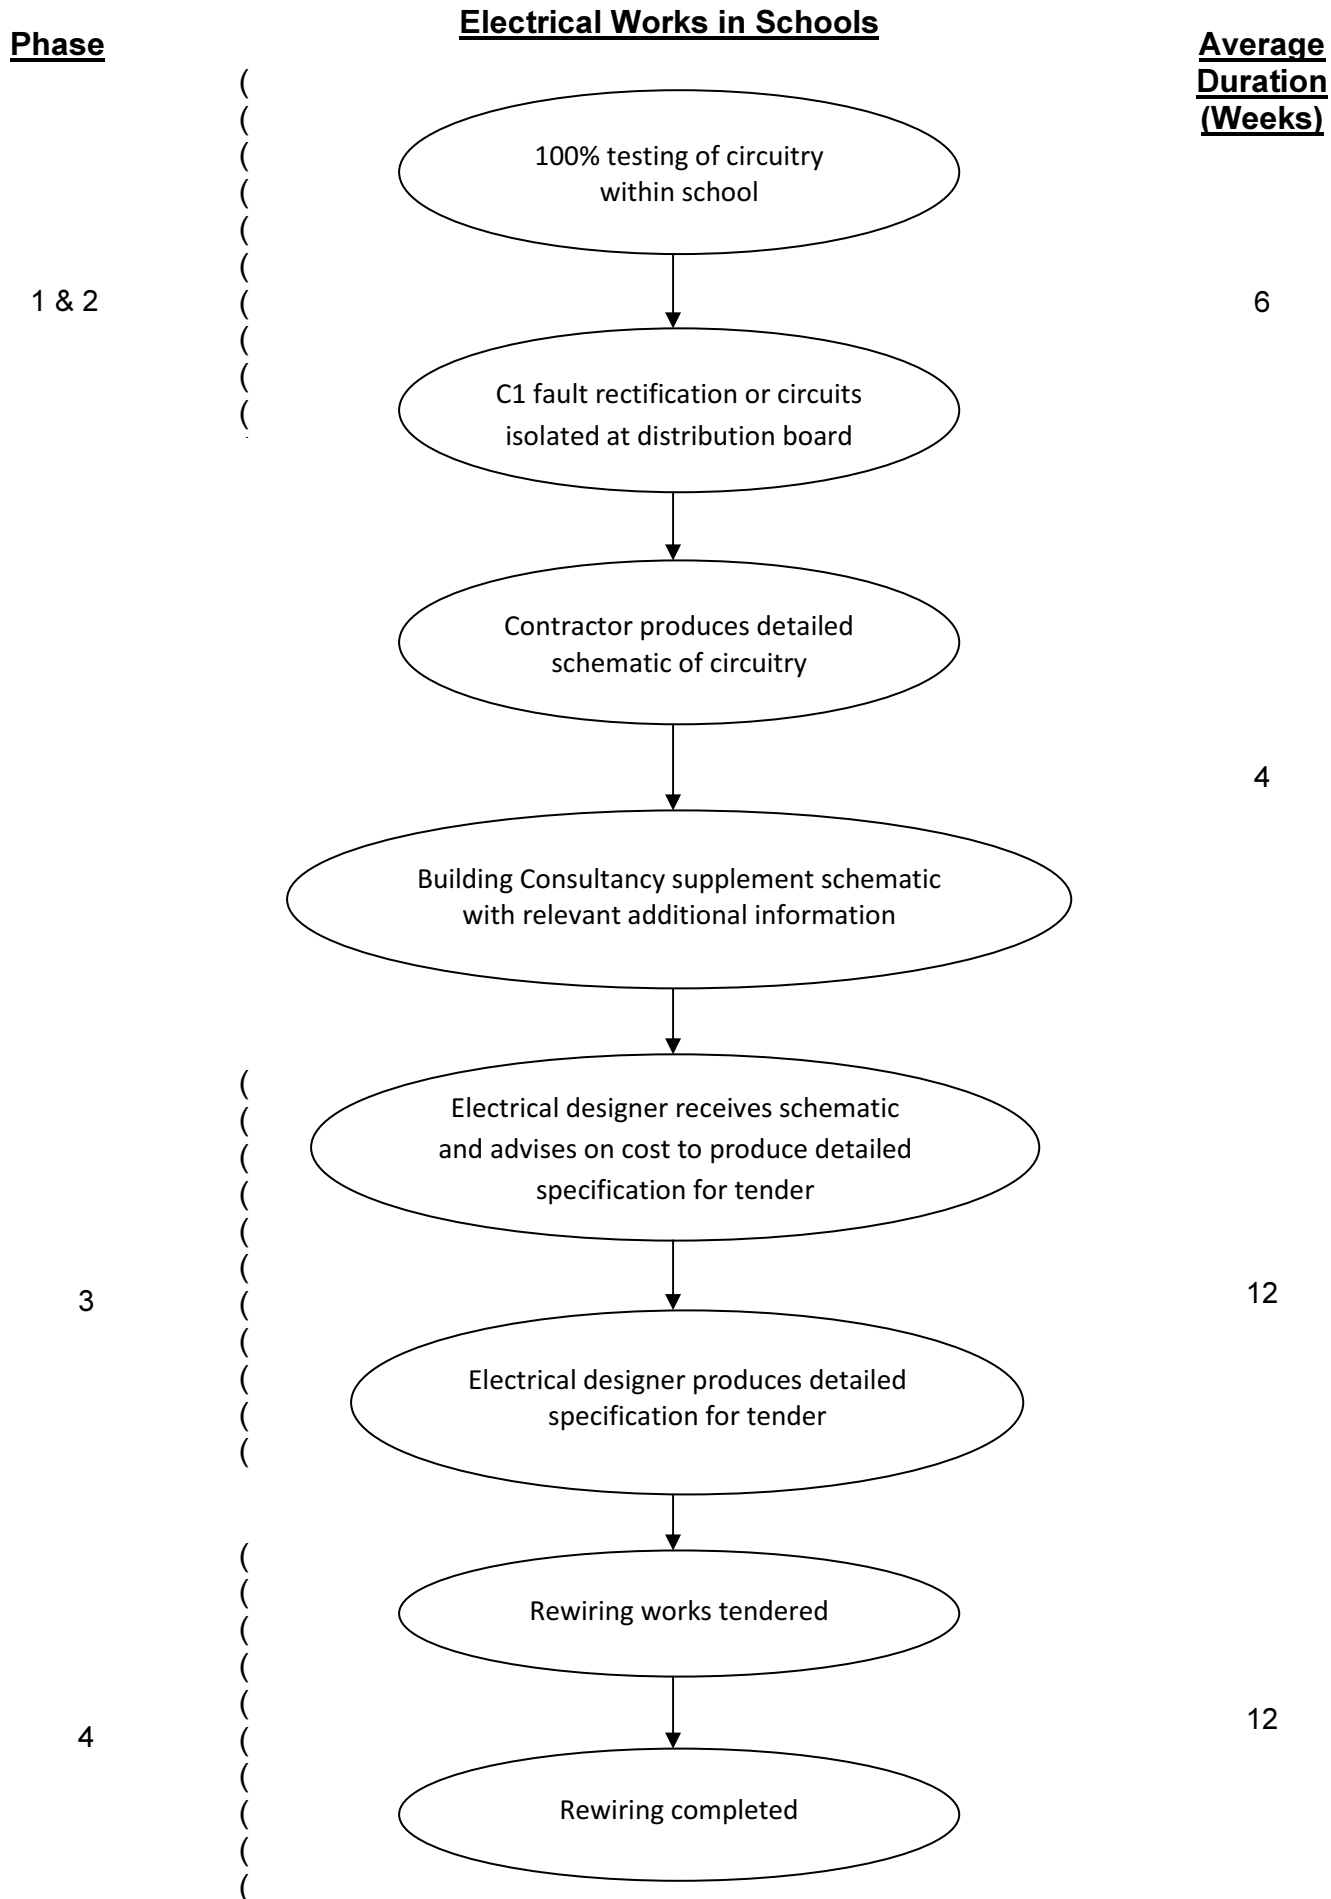 Electrical Works in Schools
Phase
Average
Duration
(Weeks)
(
(
(
(
(
(
(
(
(
(
100% testing of circuitry
within school
1 & 2
6
C1 fault rectification or circuits
isolated at distribution board
Contractor produces detailed
schematic of circuitry
4
Building Consultancy supplement schematic
with relevant additional information
(
(
(
(
(
(
(
(
(
(
(
Electrical designer receives schematic
and advises on cost to produce detailed
specification for tender
3
12
Electrical designer produces detailed
specification for tender
(
(
(
(
(
(
(
(
(
(
Rewiring works tendered
4
12
Rewiring completed